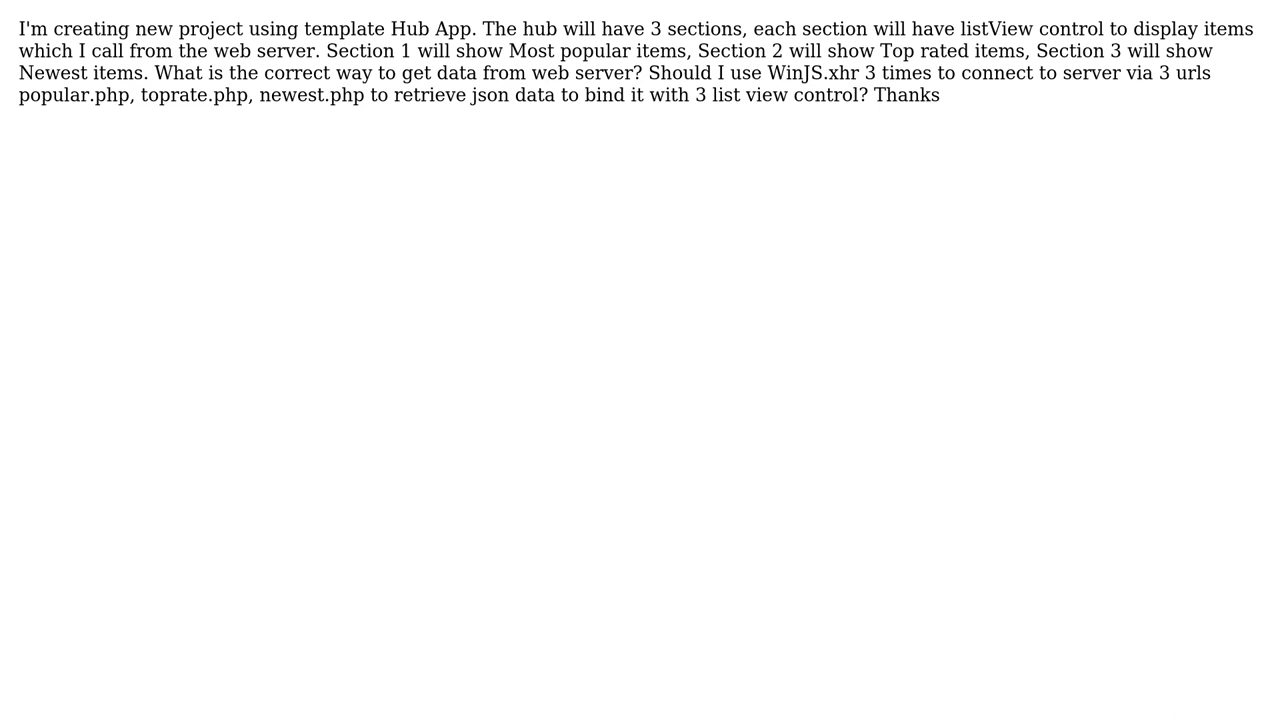 I'm creating new project using template Hub App. The hub will have 3 sections, each section will have listView control to display items
which I call from the web server. Section 1 will show Most popular items, Section 2 will show Top rated items, Section 3 will show
Newest items. What is the correct way to get data from web server? Should I use WinJS.xhr 3 times to connect to server via 3 urls
popular.php, toprate.php, newest.php to retrieve json data to bind it with 3 list view control? Thanks